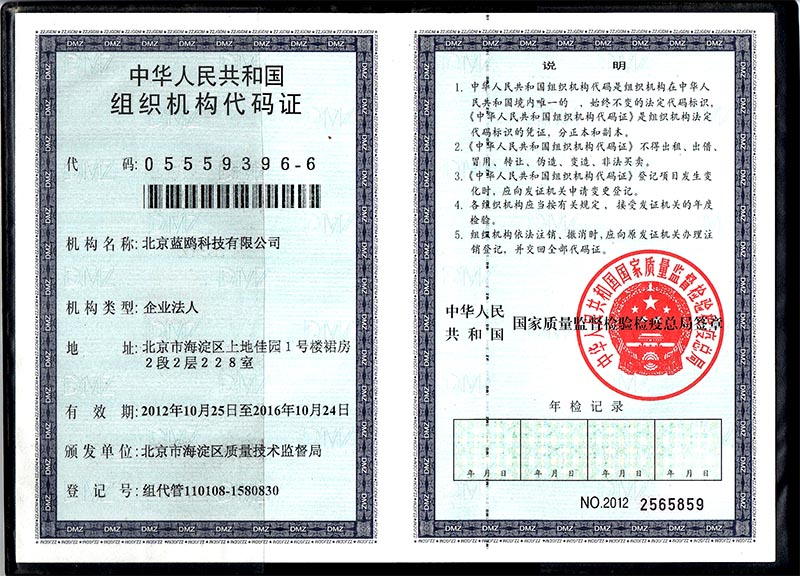 中华人民共和国
组织机构代码证
代 码: 05559396-6
机构名称: 北京蓝鸥科技有限公司
机构类型: 企业法人
地 址: 北京市海淀区上地佳园1号楼裙房
2段2层228室
有 效 期: 2012年10月25日至2016年10月24日
颁发单位: 北京市海淀区质量技术监督局
登 记 号: 组代管110108-1580830
说 明
1. 中华人民共和国组织机构代码是组织机构在中华人
民共和国境内唯一的 、始终不变的法定代码标识,
《中华人民共和国组织机构代码证》是组织机构法定
代码标识的凭证, 分正本和副本。
2.《中华人民共和国组织机构代码证》不得出租、出借、
冒用、转让、伪造、变造、非法买卖。
3.《中华人民共和国组织机构代码证》登记项目发生变
化时, 应向发证机关申请变更登记。
4. 各组织机构应当按有关规定 、接受发证机关的年度
检验。
5. 组织机构依法注销、撤消时, 应向原发证机关办理注
销登记, 并交回全部代码证。
中华人民
共 和 国
国家质量监督检验检疫总局签章
中华人民共和国国家质量监督检验检疫总局
年检记录
年 月 日 年 月 日 年 月 日 年 月 日
NO.2012 2565859